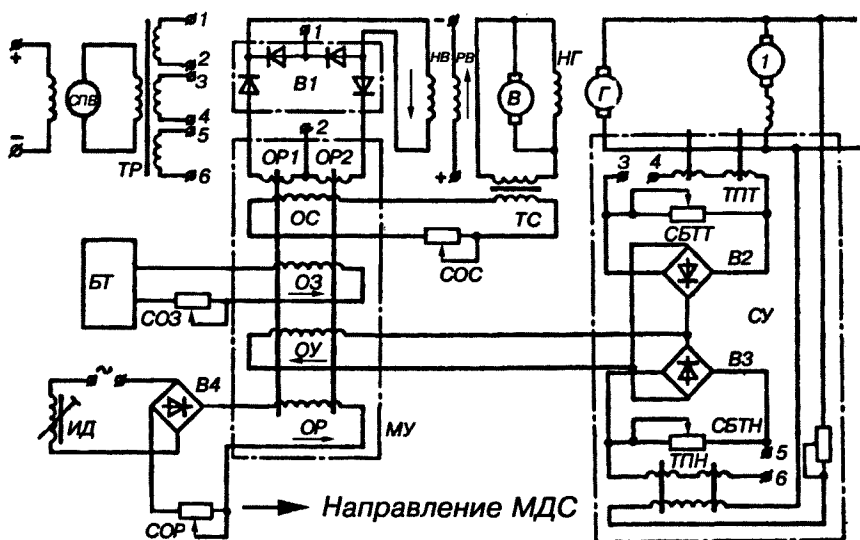 +
–
СПВ
ТР
1
2
3
4
5
6
1
В1
2
НВ
–
РВ
+
В
НГ
Г
1
ОР1 ОР2
ОС
ТС
СОС
БТ
СОЗ
ОЗ
ОУ
ОР
МУ
~
В4
ИД
СОР
3
4
ТПТ
СБТТ
В2
СУ
В3
СБТН
5
6
ТПН
Направление МДС